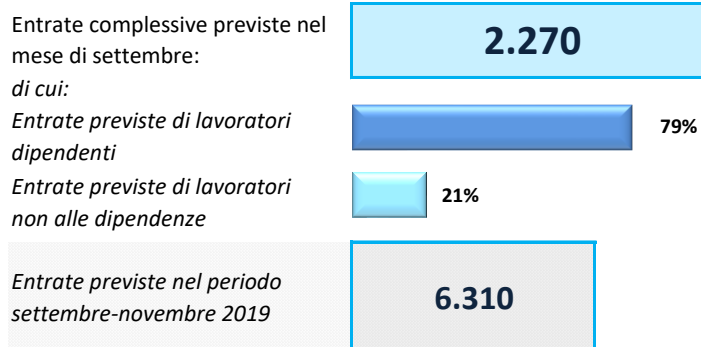 Entrate complessive previste nel
mese di settembre:
2.270
di cui:
Entrate previste di lavoratori
dipendenti
79%
Entrate previste di lavoratori
non alle dipendenze
21%
Entrate previste nel periodo
settembre-novembre 2019
6.310